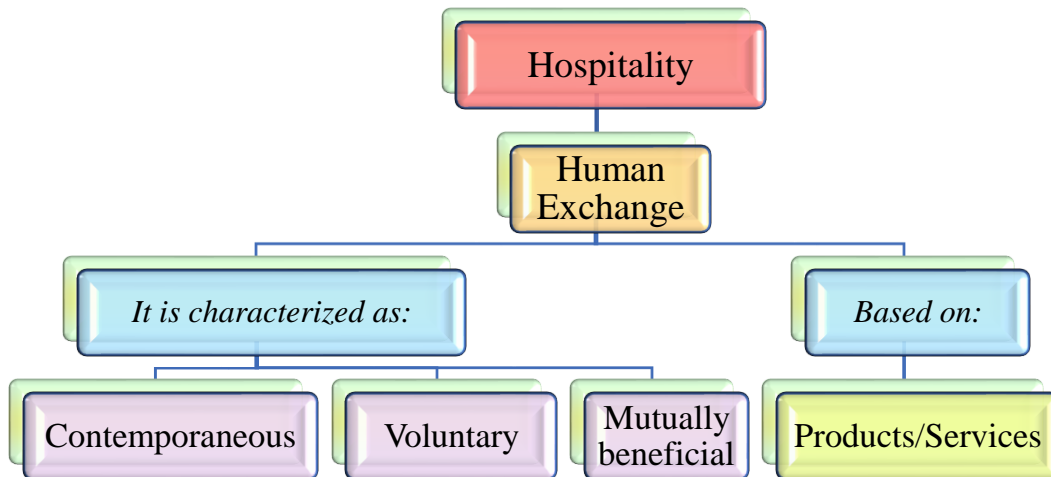 Hospitality
Human
Exchange
It is characterized as:
Based on:
Contemporaneous
Voluntary
Mutually
beneficial
Products/Services